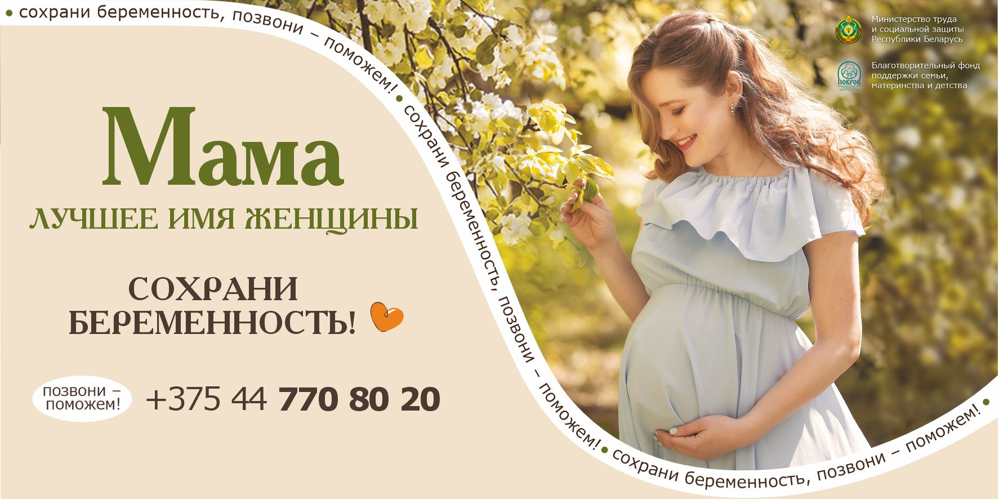 • сохрани беременность, позвони – поможем! • сохрани беременность, позвони – поможем! • сохрани беременность, позвони – поможем! •
Министерство труда
и социальной защиты
Республики Беларусь
ПОКРОВ
Благотворительный фонд
поддержки семьи,
материнства и детства
Мама
ЛУЧШЕЕ ИМЯ ЖЕНЩИНЫ
СОХРАНИ
БЕРЕМЕННОСТЬ!
позвони –
поможем!
+375 44 770 80 20